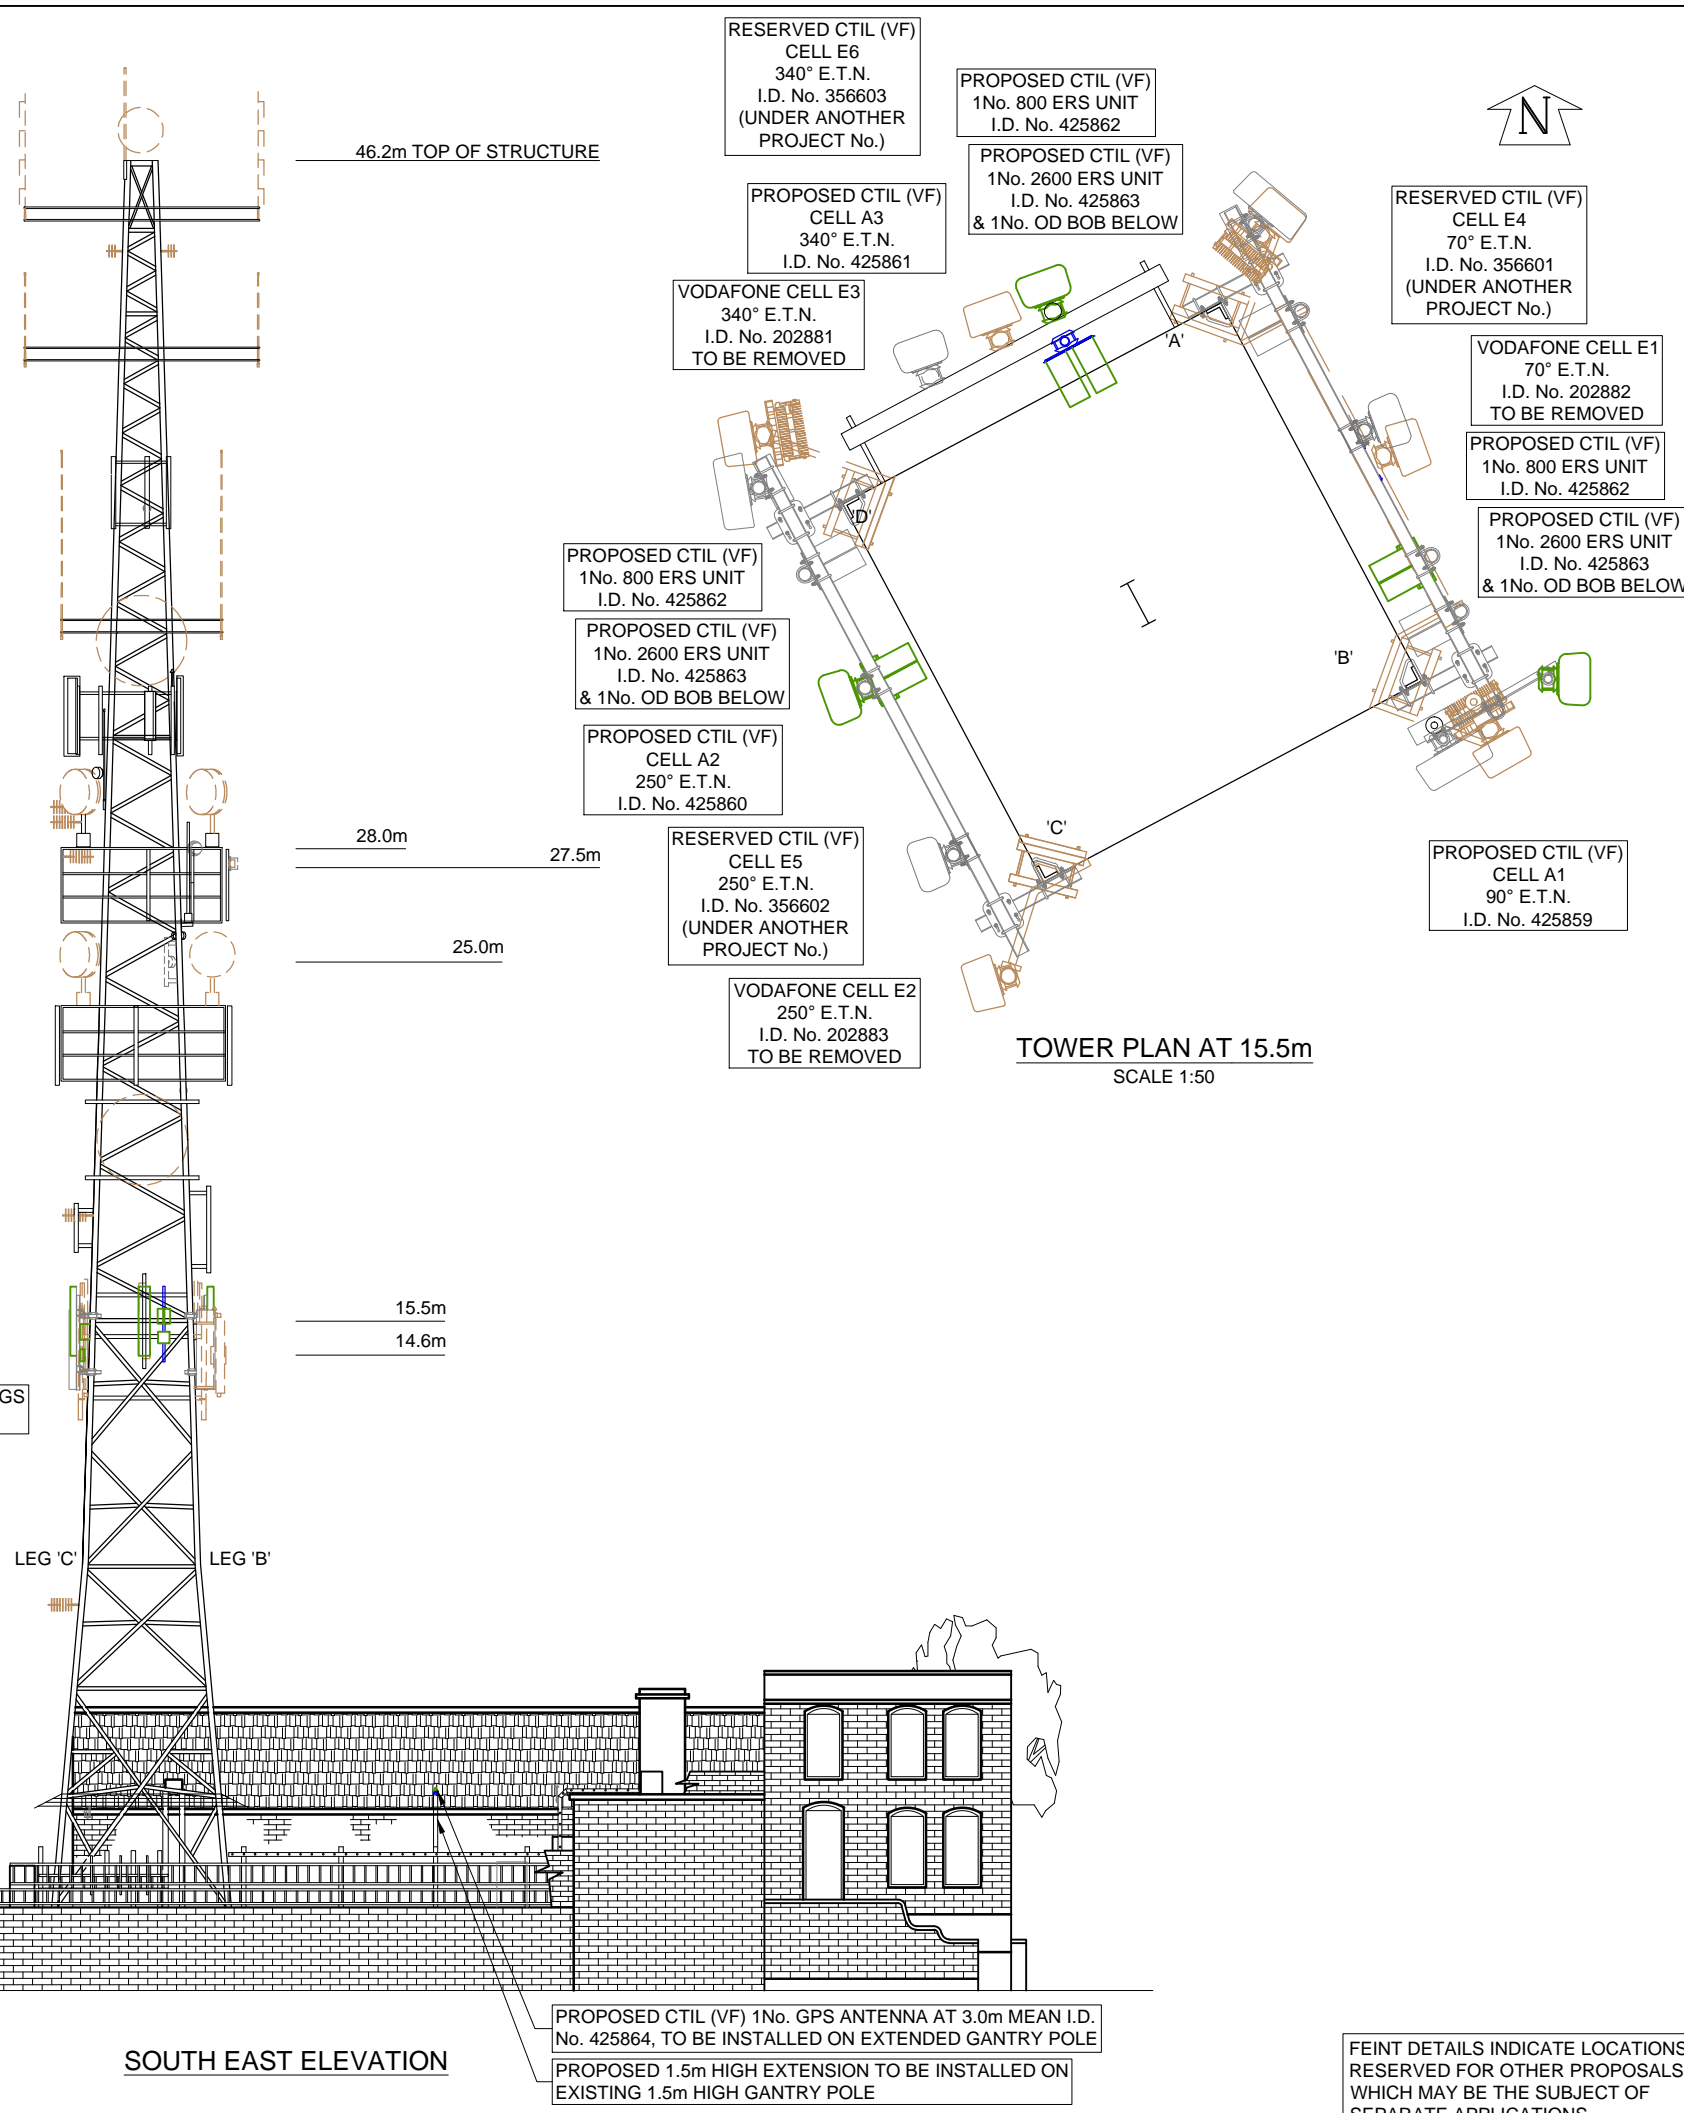 RESERVED CTIL (VF)
CELL E6
340° E.T.N.
I.D. No. 356603
(UNDER ANOTHER
PROJECT No.)
PROPOSED CTIL (VF)
1No. 800 ERS UNIT
I.D. No. 425862
N
46.2m TOP OF STRUCTURE
PROPOSED CTIL (VF)
1No. 2600 ERS UNIT
I.D. No. 425863
& 1No. OD BOB BELOW
PROPOSED CTIL (VF)
CELL A3
340° E.T.N.
I.D. No. 425861
RESERVED CTIL (VF)
CELL E4
70° E.T.N.
I.D. No. 356601
(UNDER ANOTHER
PROJECT No.)
VODAFONE CELL E3
340° E.T.N.
I.D. No. 202881
TO BE REMOVED
'A'
VODAFONE CELL E1
70° E.T.N.
I.D. No. 202882
TO BE REMOVED
PROPOSED CTIL (VF)
1No. 800 ERS UNIT
I.D. No. 425862
'D'
PROPOSED CTIL (VF)
1No. 2600 ERS UNIT
I.D. No. 425863
& 1No. OD BOB BELOW
PROPOSED CTIL (VF)
1No. 800 ERS UNIT
I.D. No. 425862
PROPOSED CTIL (VF)
1No. 2600 ERS UNIT
I.D. No. 425863
& 1No. OD BOB BELOW
'B'
PROPOSED CTIL (VF)
CELL A2
250° E.T.N.
I.D. No. 425860
'C'
28.0m
27.5m
RESERVED CTIL (VF)
CELL E5
250° E.T.N.
I.D. No. 356602
(UNDER ANOTHER
PROJECT No.)
PROPOSED CTIL (VF)
CELL A1
90° E.T.N.
I.D. No. 425859
25.0m
VODAFONE CELL E2
250° E.T.N.
I.D. No. 202883
TO BE REMOVED
TOWER PLAN AT 15.5m
SCALE 1:50
15.5m
14.6m
GS
LEG 'C'
LEG 'B'
PROPOSED CTIL (VF) 1No. GPS ANTENNA AT 3.0m MEAN I.D.
No. 425864, TO BE INSTALLED ON EXTENDED GANTRY POLE
SOUTH EAST ELEVATION
PROPOSED 1.5m HIGH EXTENSION TO BE INSTALLED ON
EXISTING 1.5m HIGH GANTRY POLE
FEINT DETAILS INDICATE LOCATIONS
RESERVED FOR OTHER PROPOSALS
WHICH MAY BE THE SUBJECT OF
SEPARATE APPLICATIONS